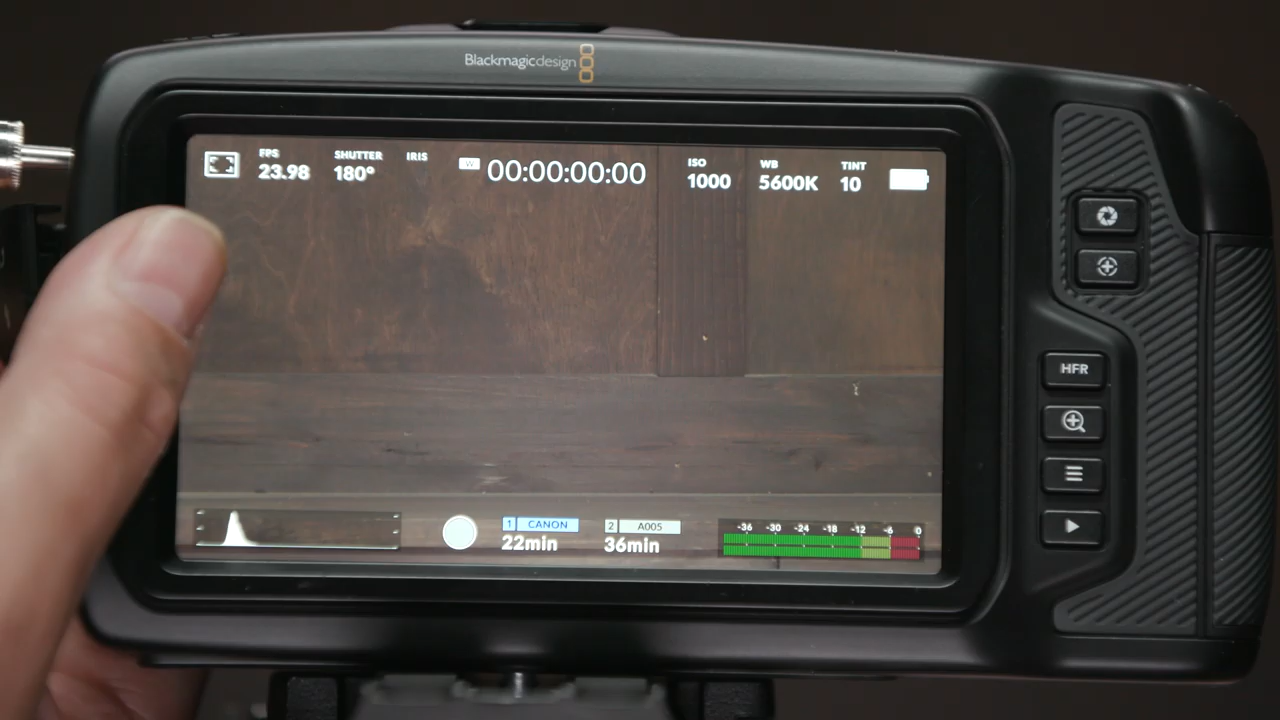 Blackmagicdesign
FPS
23.98
SHUTTER
180°
IRIS
W
00:00:00:00
ISO
1000
WB
5600K
TINT
10
HFR
1 CANON
22min
2 A005
36min
-36 -30 -24 -18 -12 -6 0